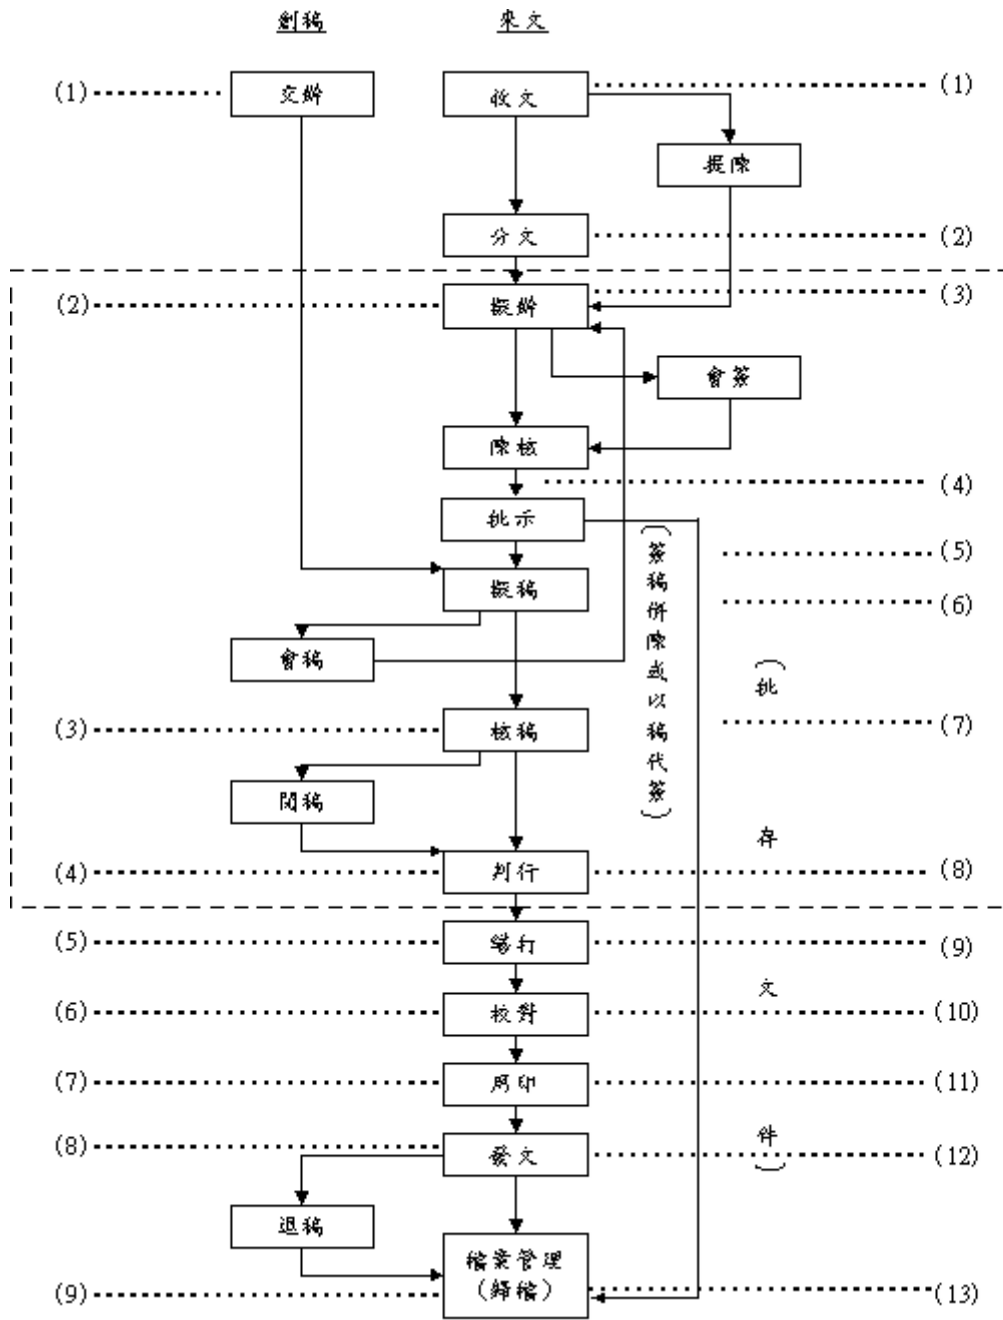 創稿 來文
(1) 交辦 收文 (1)
提陳
分文 (2)
(2) 擬辦 (3)
會簽
陳核
(4)
批示
(5)
擬稿
(6)
會稿
(簽稿併陳或以稿代簽)
(3) 核稿 (7)
閱稿
(4) 判行 (8)
(5) 繕打 (9)
(6) 校對 (10)
(7) 用印 (11)
(8) 發文 (12)
(批存文件)
退稿
檔案管理
(歸檔)
(9) (13)